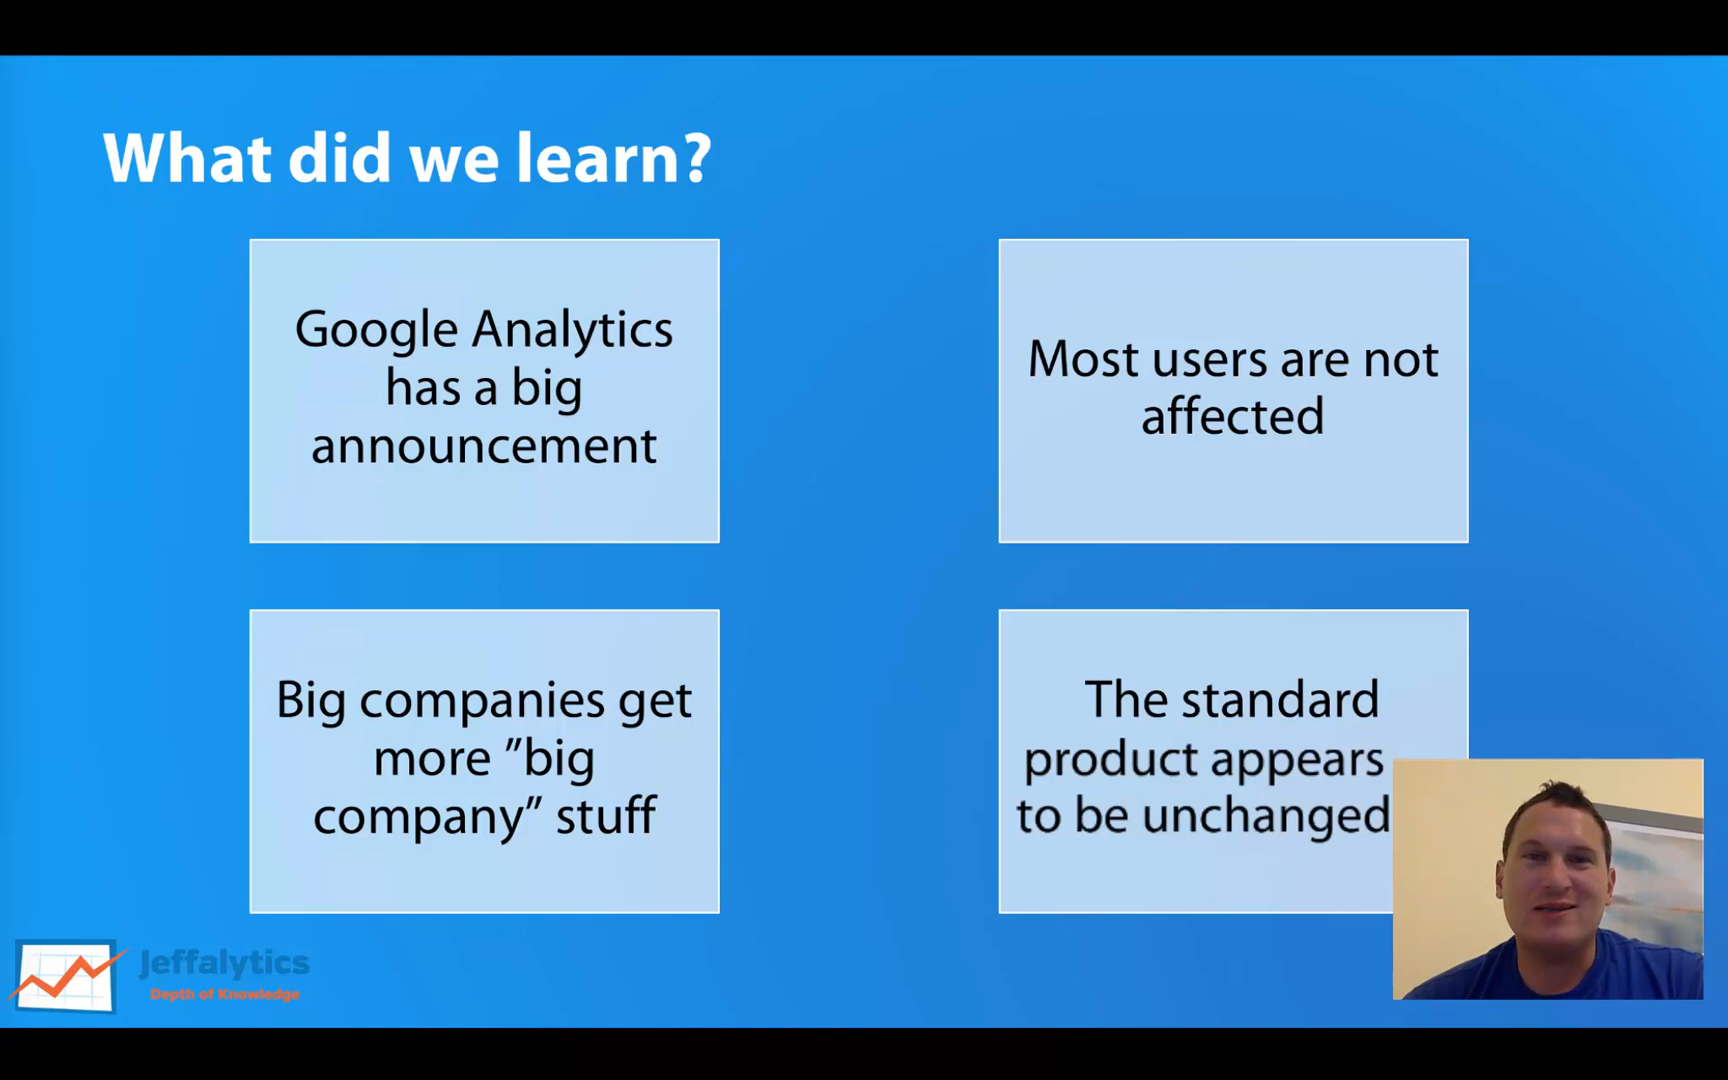 What did we learn?
Google Analytics
has a big
announcement
Most users are not
affected
Big companies get
more ”big
company” stuff
The standard
product appears
to be unchanged
Jeffalytics
Depth of Knowledge